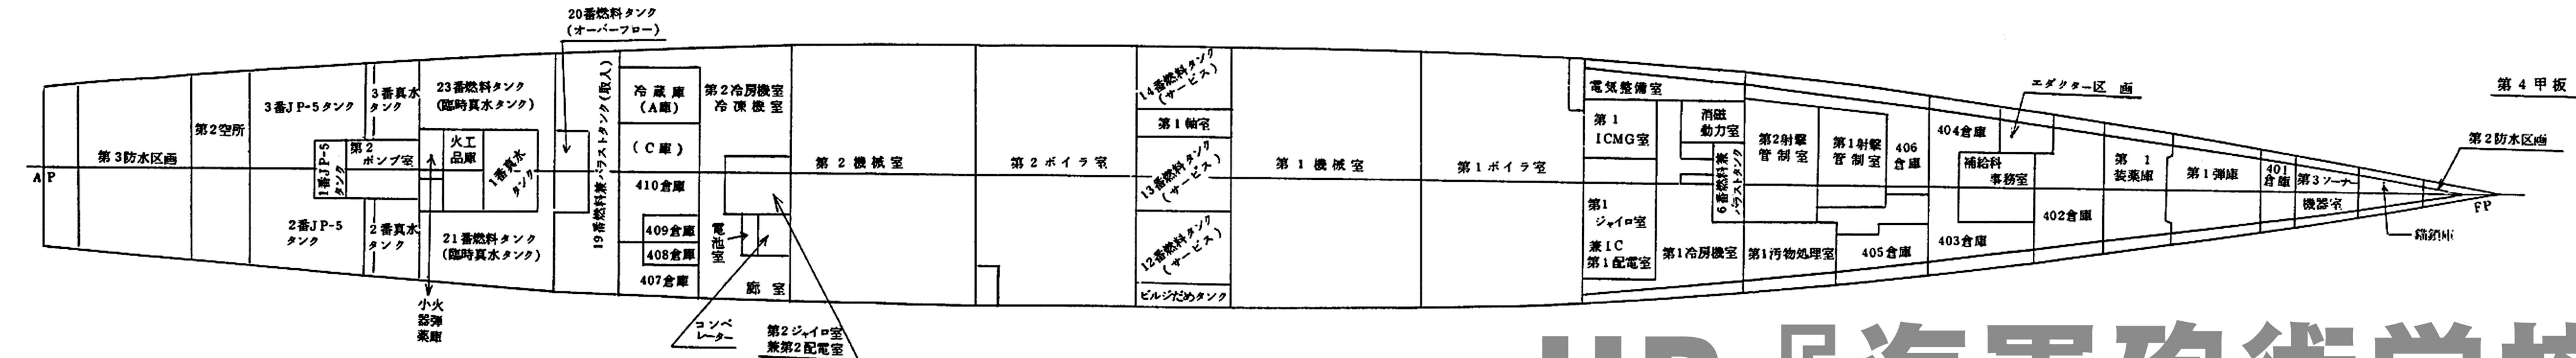 20番燃料タンク
(オーバーフロー)
第4甲板
エダクター区画
第2防水区画
AP
第3防水区画
第2空所
3番JP-5タンク
3番真水
タンク
23番燃料タンク
(臨時真水タンク)
1番JP-5
タンク
第2
ポンプ室
火工
品庫
1番真水
タンク
2番JP-5
タンク
2番真水
タンク
21番燃料タンク
(臨時真水タンク)
小火
器弾
薬庫
19番燃料兼バラストタンク(取入)
冷蔵庫
(A庫)
(C庫)
410倉庫
409倉庫
408倉庫
407倉庫
第2冷房機室
冷凍機室
電池室
廊室
コンペ
レーター
第2ジャイロ室
兼第2配電室
第2機械室
第2ボイラ室
14番燃料タンク
(サービス)
第1軸室
13番燃料タンク
(サービス)
12番燃料タンク
(サービス)
ビルジだめタンク
第1機械室
第1ボイラ室
電気整備室
第1
ICMG室
第1
ジャイロ室
兼IC
第1配電室
消磁
動力室
6番燃料兼
バラストタンク
第1冷房機室
第2射撃
管制室
第1射撃
管制室
第1汚物処理室
406
倉庫
405倉庫
404倉庫
補給科
事務室
403倉庫
402倉庫
第1
装薬庫
第1弾庫
401
倉庫
第3ソーナー
機器室
錨鎖庫
FP
HP『海軍砲術学校